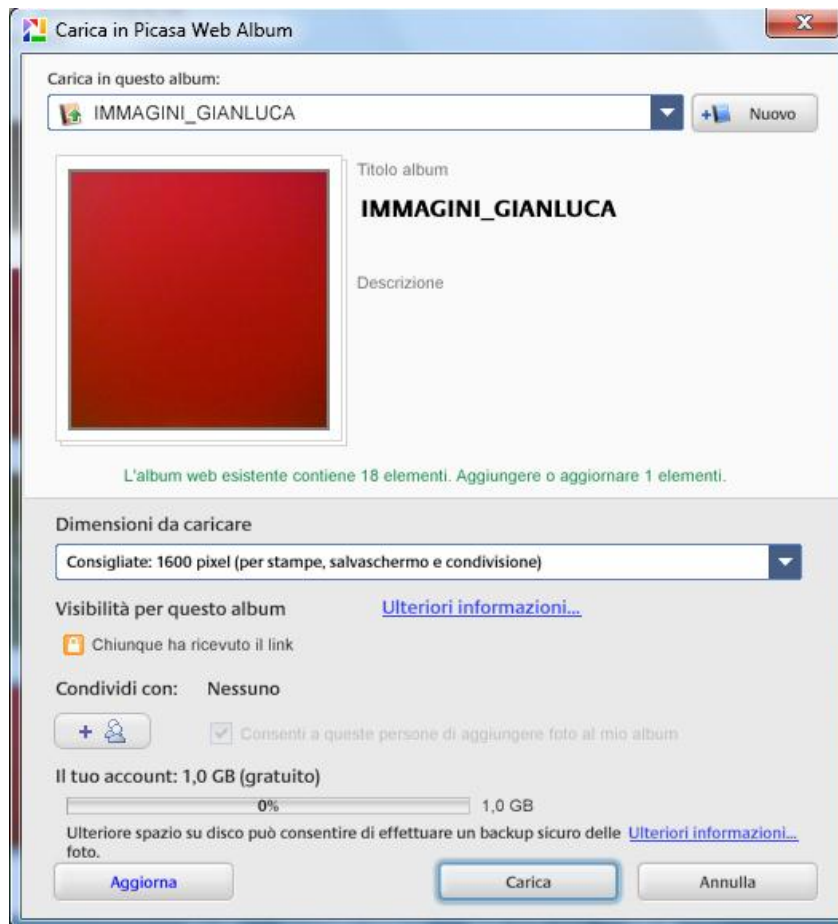 Carica in Picasa Web Album
Carica in questo album:
IMMAGINI_GIANLUCA
Nuovo
Titolo album
IMMAGINI_GIANLUCA
Descrizione
L'album web esistente contiene 18 elementi. Aggiungere o aggiornare 1 elementi.
Dimensioni da caricare
Consigliate: 1600 pixel (per stampe, salvaschermo e condivisione)
Visibilità per questo album Ulteriori informazioni...
Chiunque ha ricevuto il link
Condividi con: Nessuno
Consenti a queste persone di aggiungere foto al mio album
Il tuo account: 1,0 GB (gratuito)
0% 1,0 GB
Ulteriore spazio su disco può consentire di effettuare un backup sicuro delle Ulteriori informazioni...
foto.
Aggiorna Carica Annulla